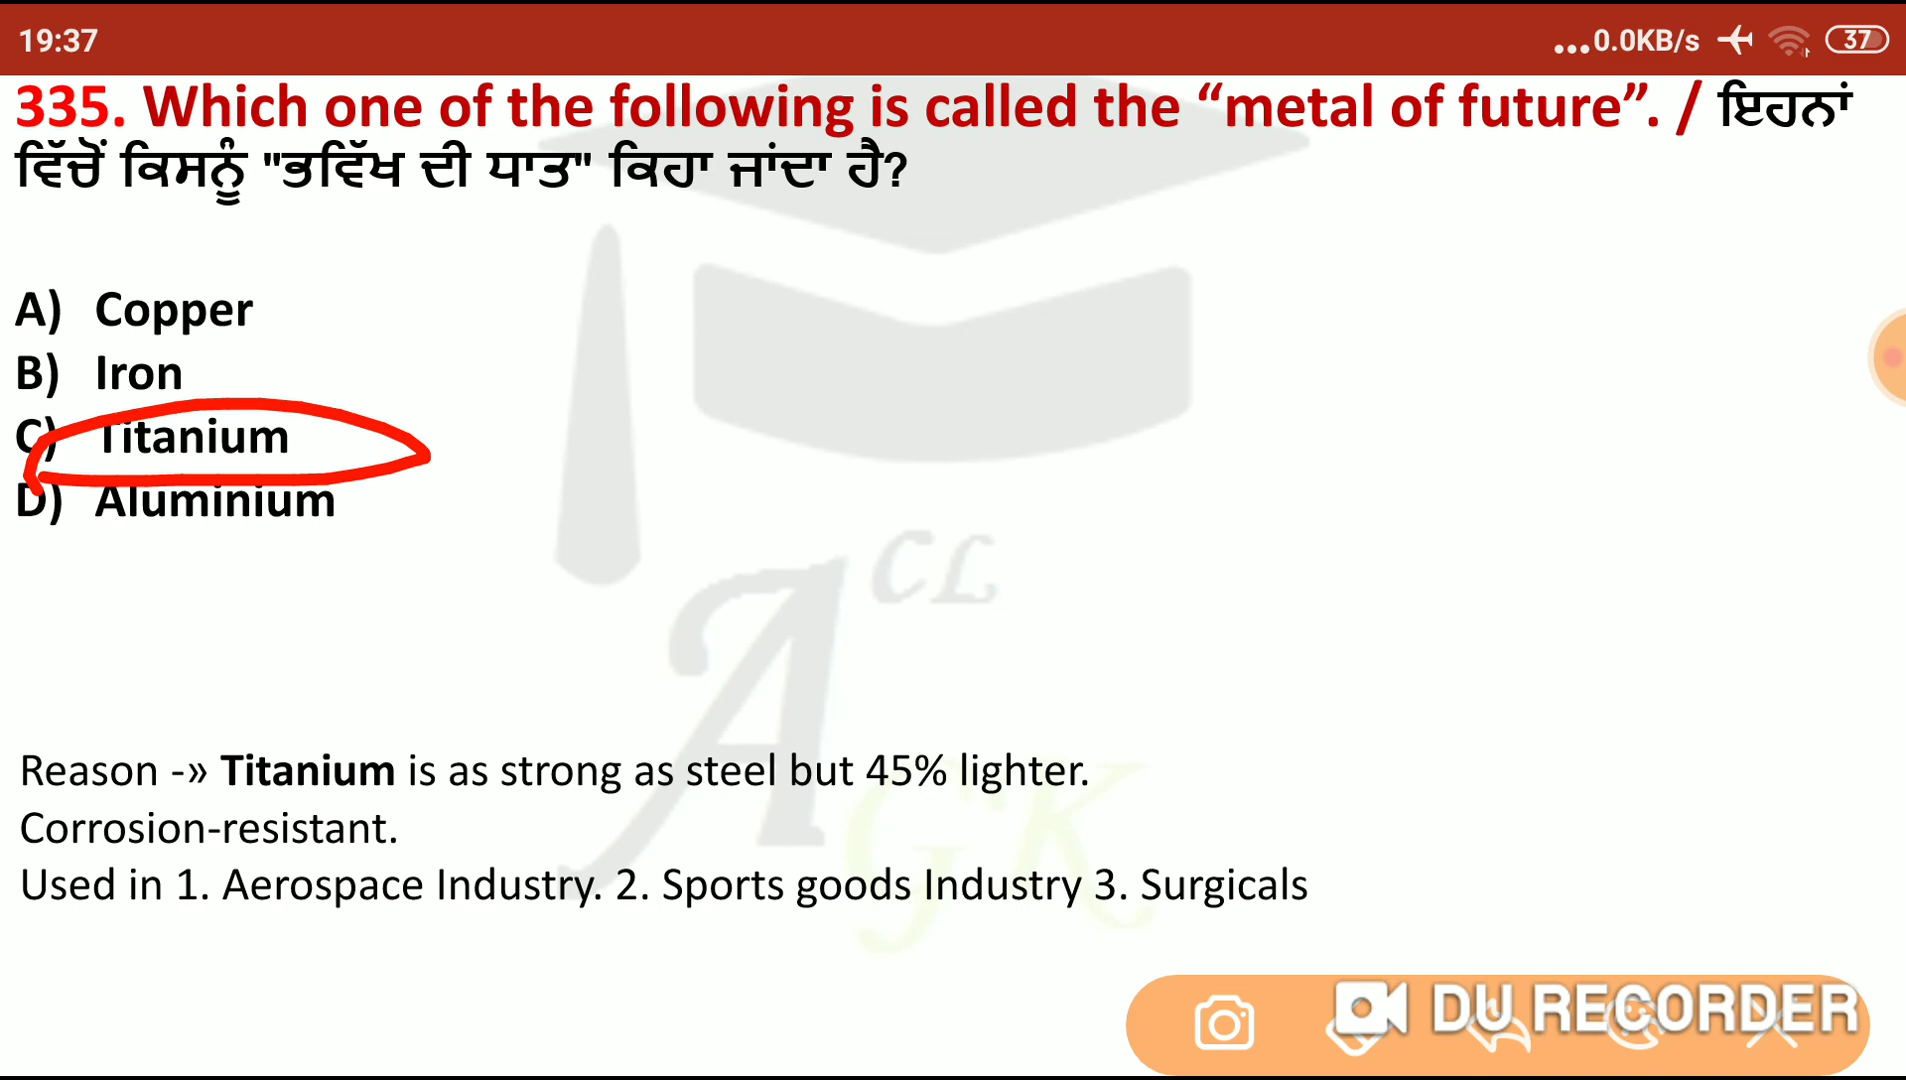 19:37
...0.0KB/s 37
335. Which one of the following is called the “metal of future”. / ਇਹਨਾਂ
ਵਿੱਚੋਂ ਕਿਸਨੂੰ "ਭਵਿੱਖ ਦੀ ਧਾਤ" ਕਿਹਾ ਜਾਂਦਾ ਹੈ?
A) Copper
B) Iron
C) Titanium
D) Aluminium
CL
A
GK
Reason -» Titanium is as strong as steel but 45% lighter.
Corrosion-resistant.
Used in 1. Aerospace Industry. 2. Sports goods Industry 3. Surgicals
DU RECORDER